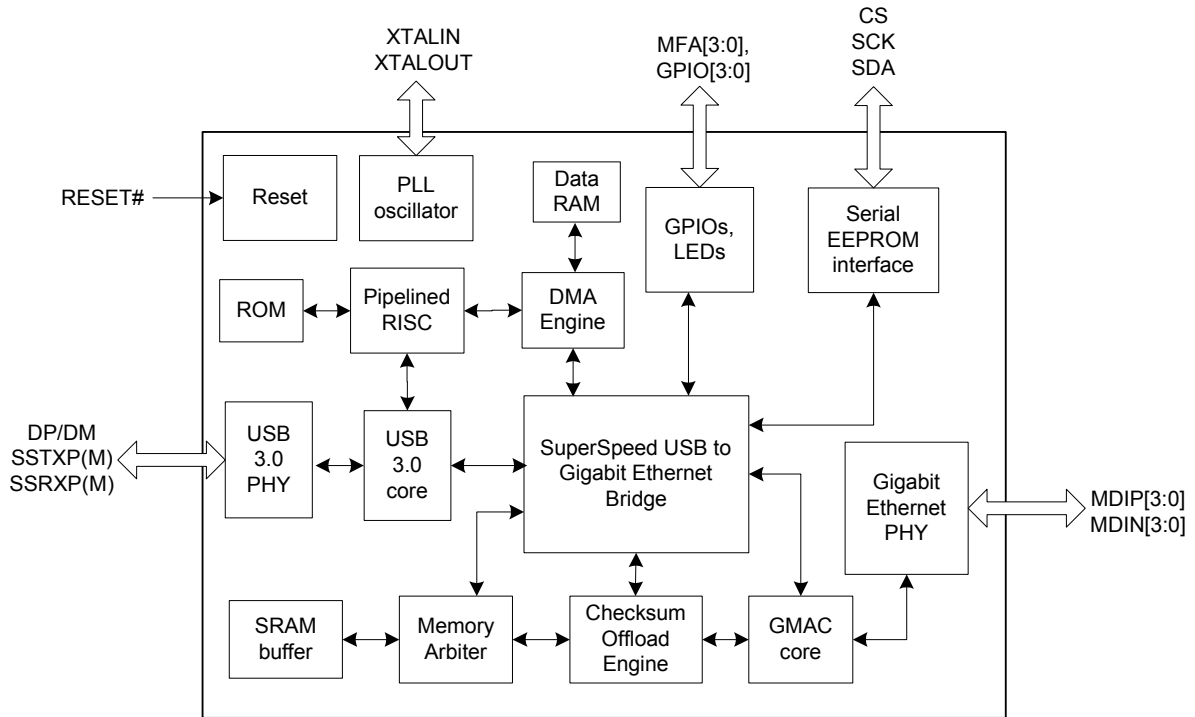 XTALIN
XTALOUT
MFA[3:0],
GPIO[3:0]
CS
SCK
SDA
RESET#
Reset
PLL
oscillator
Data
RAM
GPIOs,
LEDs
Serial
EEPROM
interface
ROM
Pipelined
RISC
DMA
Engine
DP/DM
SSTXP(M)
SSRXP(M)
USB
3.0
PHY
USB
3.0
core
SuperSpeed USB to
Gigabit Ethernet
Bridge
Gigabit
Ethernet
PHY
MDIP[3:0]
MDIN[3:0]
SRAM
buffer
Memory
Arbiter
Checksum
Offload
Engine
GMAC
core